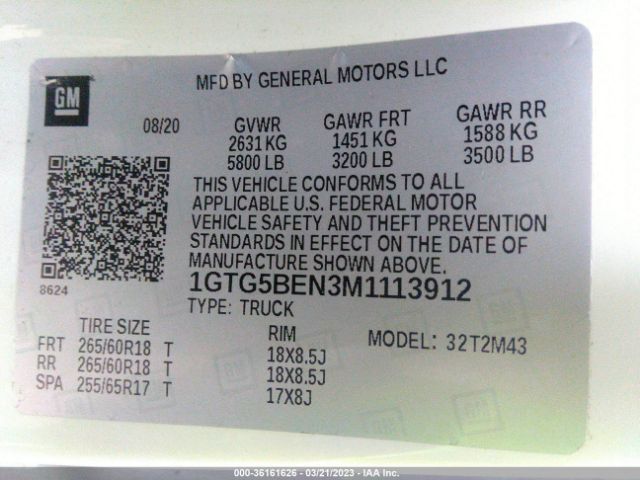 GM
MFD BY GENERAL MOTORS LLC
08/20 GVWR GAWR FRT GAWR RR
2631 KG 1451 KG 1588 KG
5800 LB 3200 LB 3500 LB
THIS VEHICLE CONFORMS TO ALL
APPLICABLE U.S. FEDERAL MOTOR
VEHICLE SAFETY AND THEFT PREVENTION
STANDARDS IN EFFECT ON THE DATE OF
MANUFACTURE SHOWN ABOVE.
8624
1GTG5BEN3M1113912
TYPE: TRUCK
TIRE SIZE RIM MODEL: 32T2M43
FRT 265/60R18 T 18X8.5J
RR 265/60R18 T 18X8.5J
SPA 255/65R17 T 17X8J
000-36161626 - 03/21/2023 - IAA Inc.